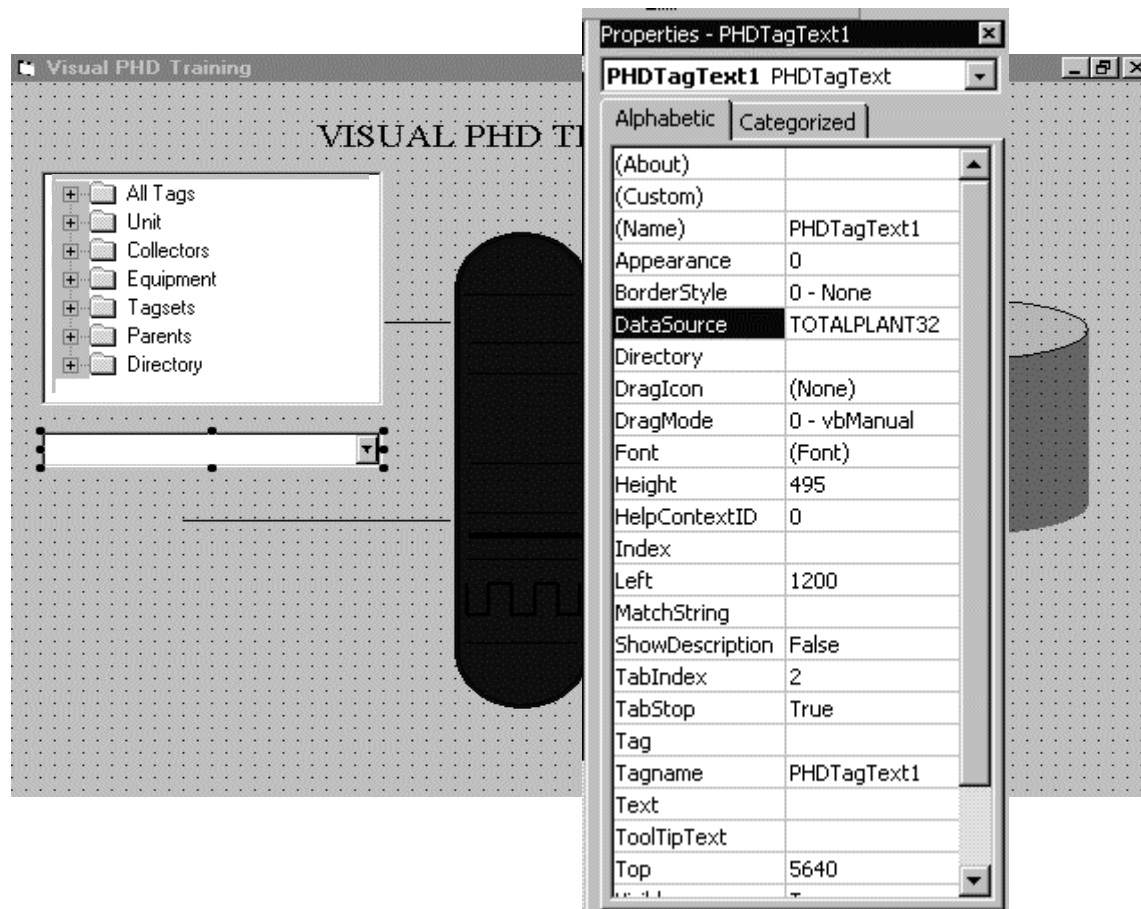 Visual PHD Training
VISUAL PHD T
All Tags
Unit
Collectors
Equipment
Tagsets
Parents
Directory
Properties - PHDTagText1
PHDTagText1 PHDTagText
Alphabetic Categorized
(About)
(Custom)
(Name) PHDTagText1
Appearance 0
BorderStyle 0 - None
DataSource TOTALPLANT32
Directory
DragIcon (None)
DragMode 0 - vbManual
Font (Font)
Height 495
HelpContextID 0
Index
Left 1200
MatchString
ShowDescription False
TabIndex 2
TabStop True
Tag
Tagname PHDTagText1
Text
ToolTipText
Top 5640